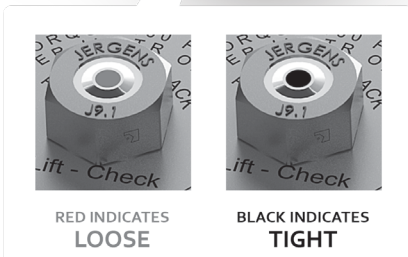 JERGENS
J9.1
Lift - Check
JERGENS
J9.1
Lift - Check
RED INDICATES
LOOSE
BLACK INDICATES
TIGHT